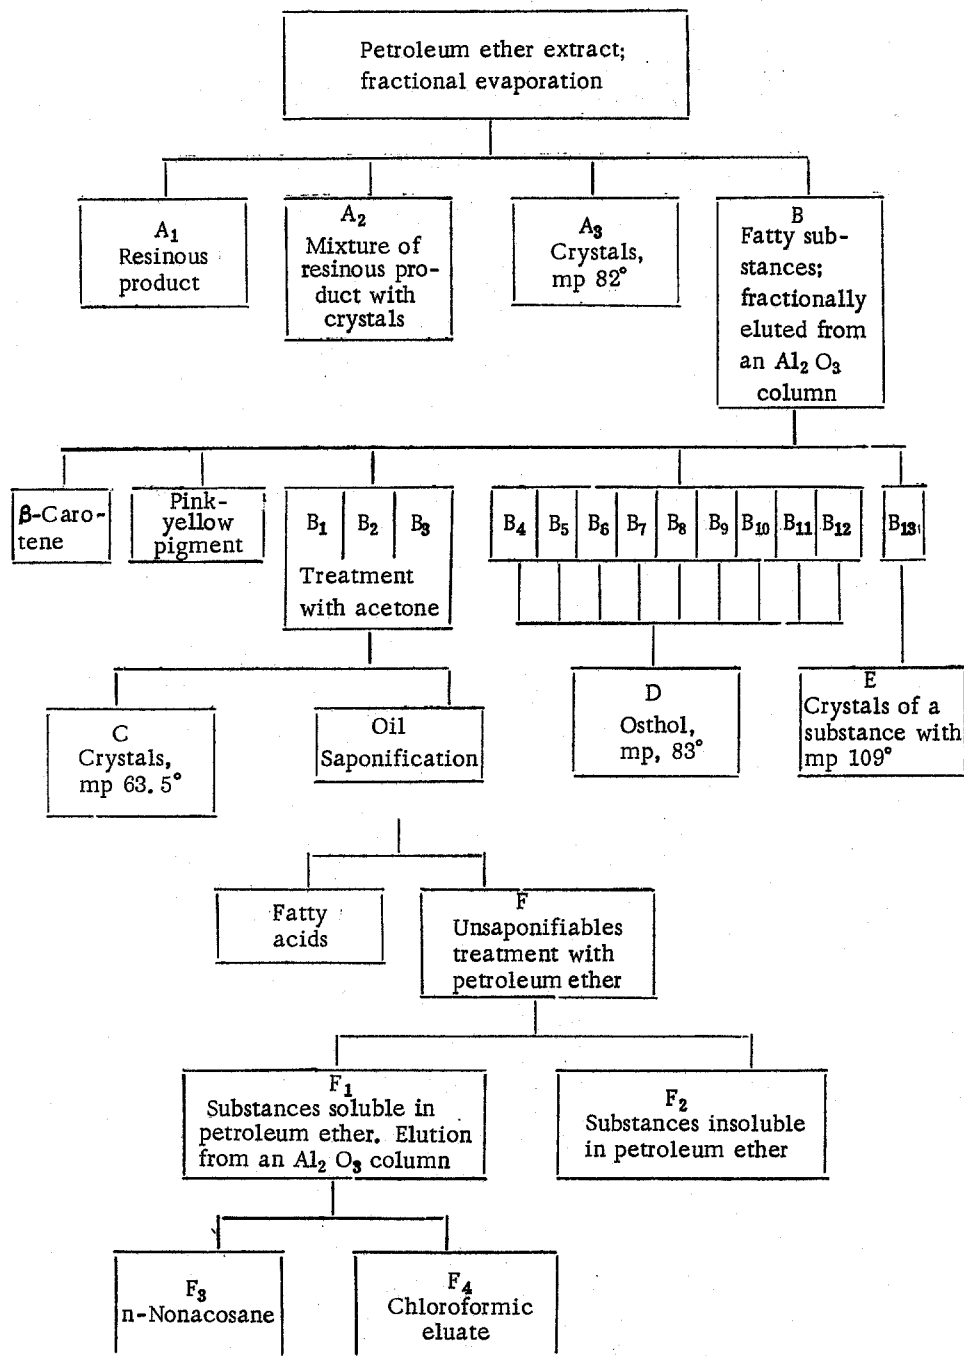 Petroleum ether extract;
fractional evaporation
A₁
Resinous
product
A₂
Mixture of
resinous pro-
duct with
crystals
A₃
Crystals,
mp 82°
B
Fatty sub-
stances;
fractionally
eluted from
an Al₂ O₃
column
β-Caro-
tene
Pink-
yellow
pigment
B₁ B₂ B₃
Treatment
with acetone
B₄ B₅ B₆ B₇ B₈ B₉ B₁₀ B₁₁ B₁₂
B₁₃
C
Crystals,
mp 63.5°
Oil
Saponification
D
Osthol,
mp, 83°
E
Crystals of a
substance with
mp 109°
Fatty
acids
F
Unsaponifiables
treatment with
petroleum ether
F₁
Substances soluble in
petroleum ether. Elution
from an Al₂ O₃ column
F₂
Substances insoluble
in petroleum ether
F₃
n-Nonacosane
F₄
Chloroformic
eluate